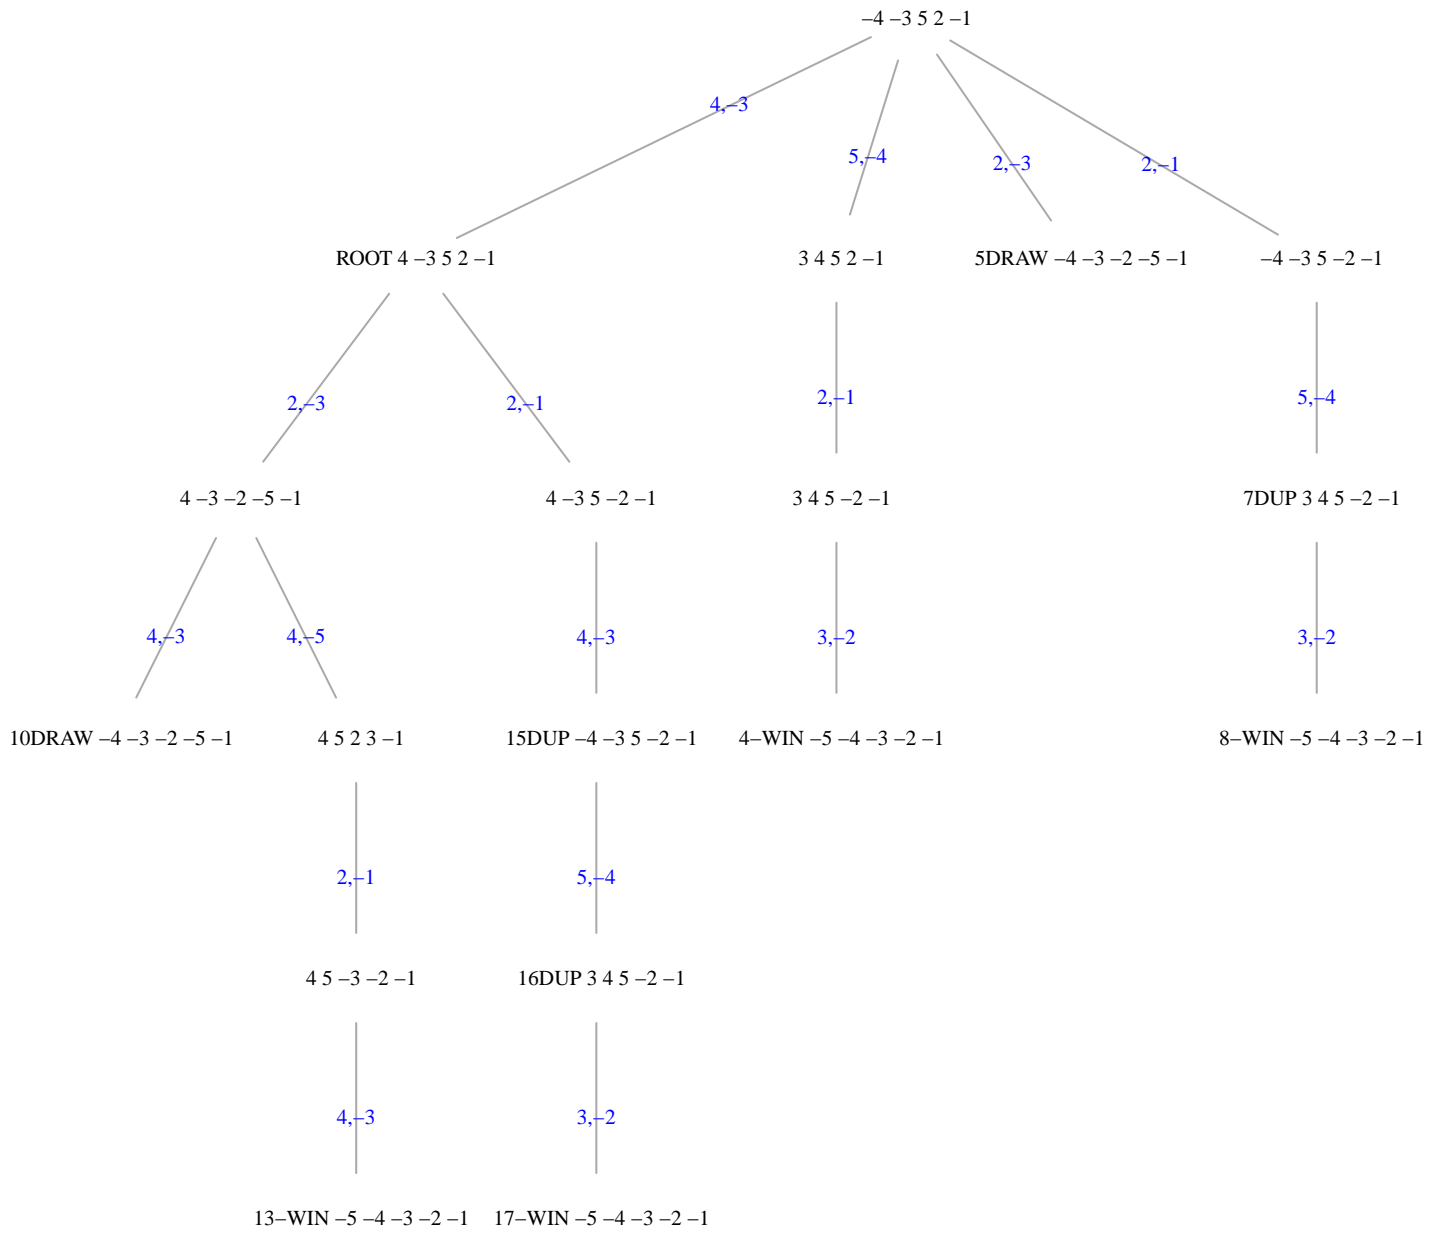 –4 –3 5 2 –1
4,–3
5,–4
2,–3
2,–1
ROOT 4 –3 5 2 –1
3 4 5 2 –1
5DRAW –4 –3 –2 –5 –1
–4 –3 5 –2 –1
2,–3
2,–1
2,–1
5,–4
4 –3 –2 –5 –1
4 –3 5 –2 –1
3 4 5 –2 –1
7DUP 3 4 5 –2 –1
4,–3
4,–5
4,–3
3,–2
3,–2
10DRAW –4 –3 –2 –5 –1
4 5 2 3 –1
15DUP –4 –3 5 –2 –1
4–WIN –5 –4 –3 –2 –1
8–WIN –5 –4 –3 –2 –1
2,–1
5,–4
4 5 –3 –2 –1
16DUP 3 4 5 –2 –1
4,–3
3,–2
13–WIN –5 –4 –3 –2 –1
17–WIN –5 –4 –3 –2 –1